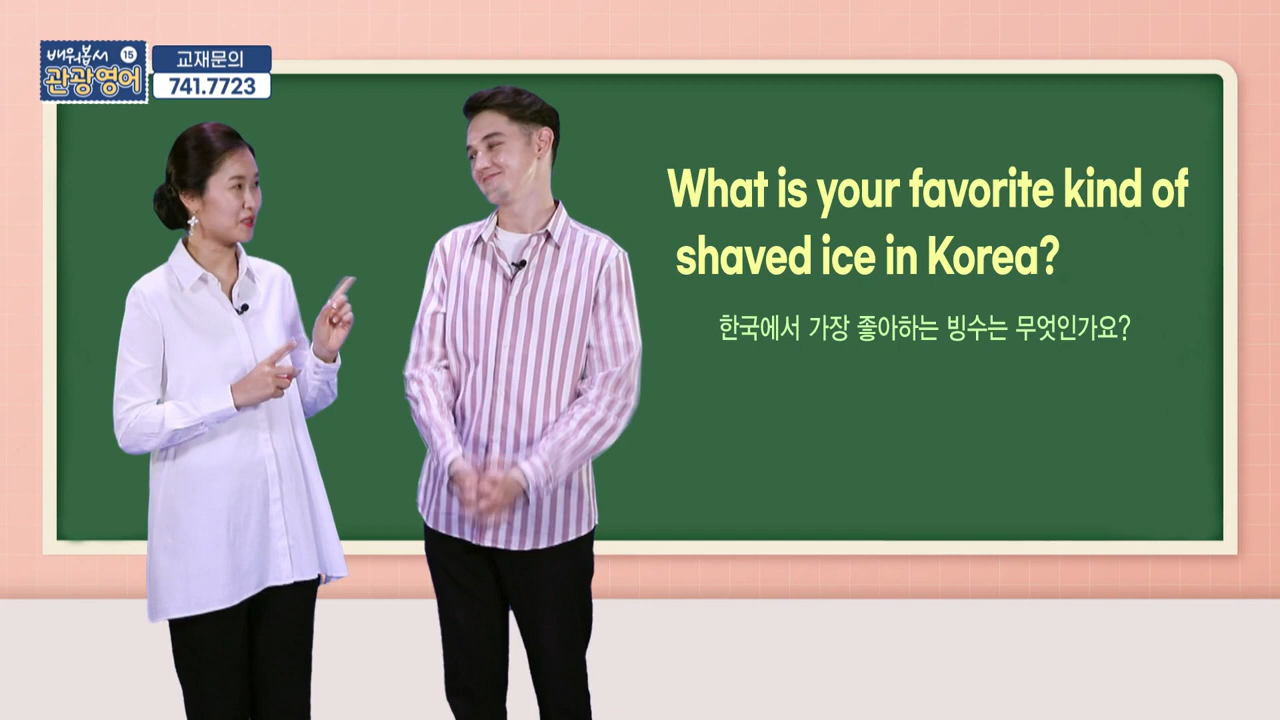 배워봅서 15
관광영어
교재문의
741.7723
What is your favorite kind of
shaved ice in Korea?
한국에서 가장 좋아하는 빙수는 무엇인가요?